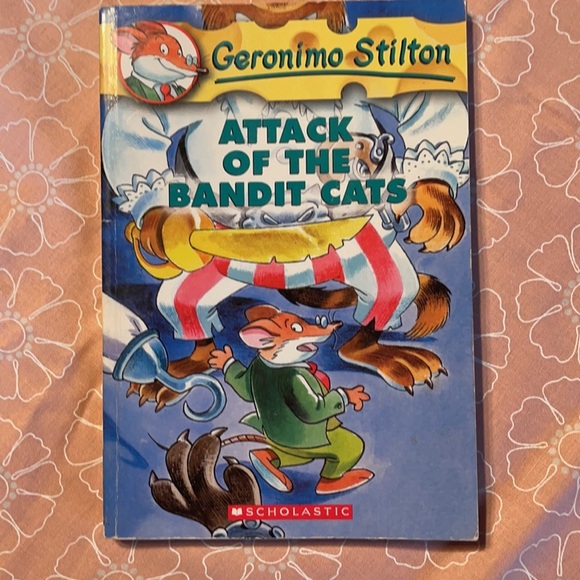 Geronimo Stilton
ATTACK
OF THE
BANDIT CATS
SCHOLASTIC